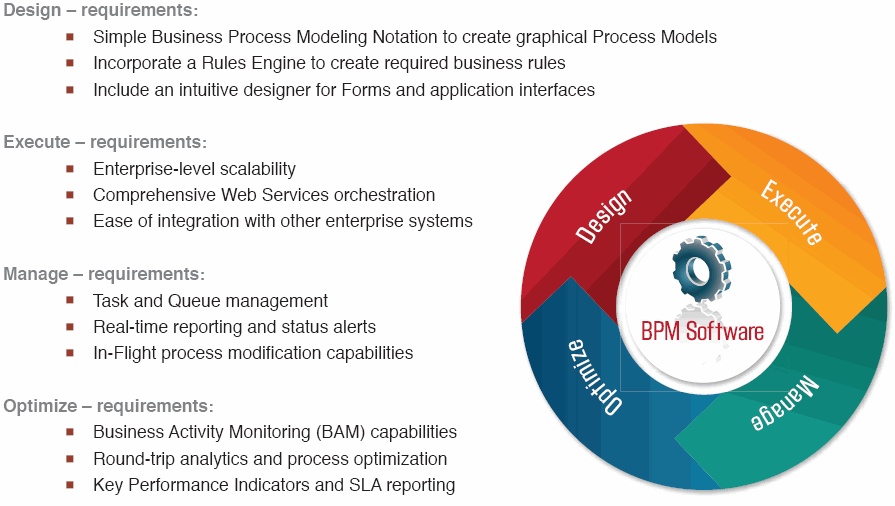 Design – requirements:
Simple Business Process Modeling Notation to create graphical Process Models
Incorporate a Rules Engine to create required business rules
Include an intuitive designer for Forms and application interfaces
Execute – requirements:
Enterprise-level scalability
Comprehensive Web Services orchestration
Ease of integration with other enterprise systems
Manage – requirements:
Task and Queue management
Real-time reporting and status alerts
In-Flight process modification capabilities
Optimize – requirements:
Business Activity Monitoring (BAM) capabilities
Round-trip analytics and process optimization
Key Performance Indicators and SLA reporting
Design
Execute
Manage
Optimize
BPM Software